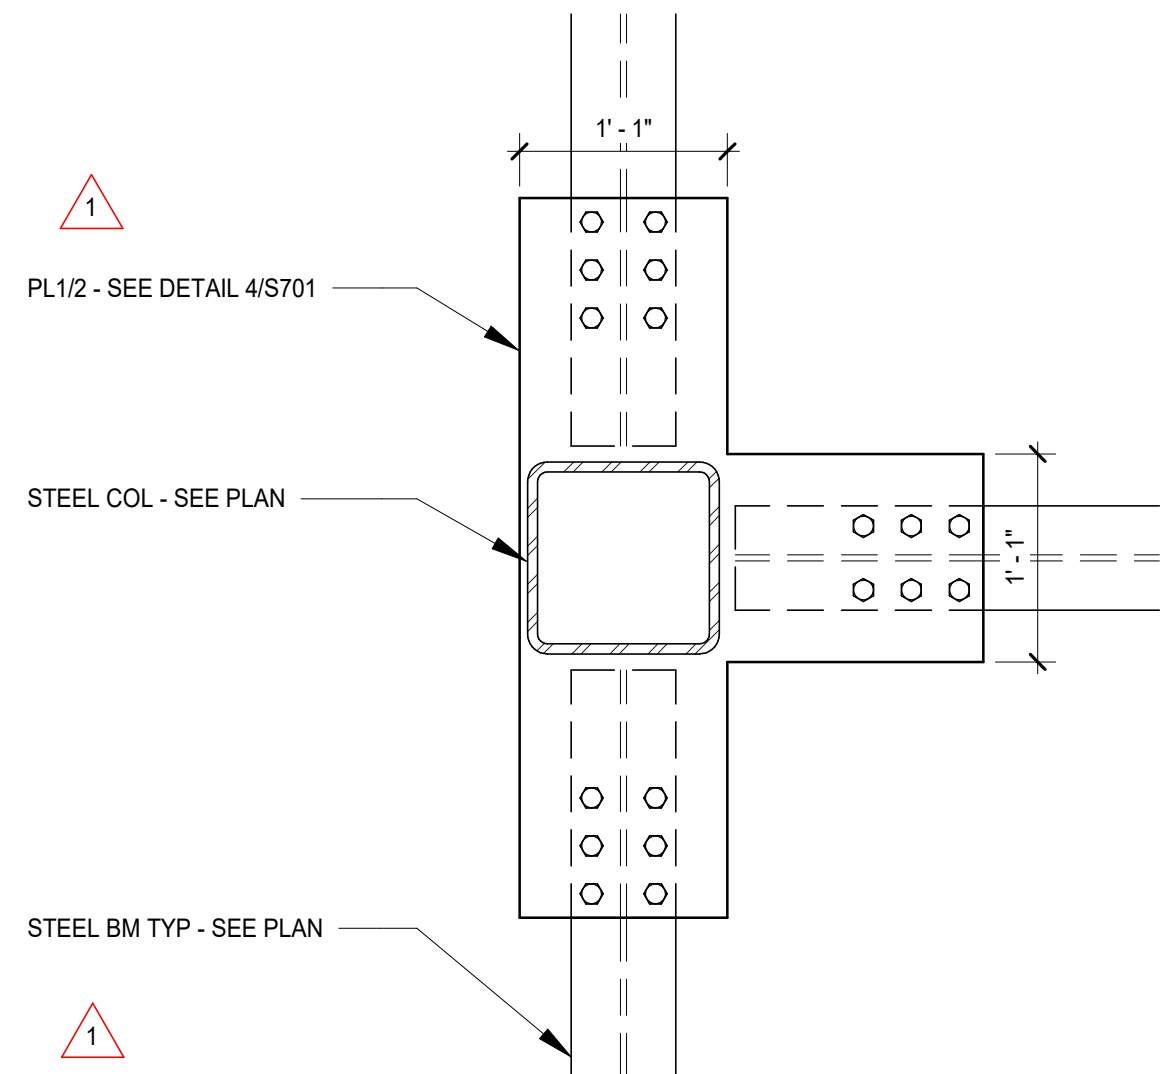 1' - 1"
1
PL1/2 - SEE DETAIL 4/S701
STEEL COL - SEE PLAN
1' - 1"
STEEL BM TYP - SEE PLAN
1